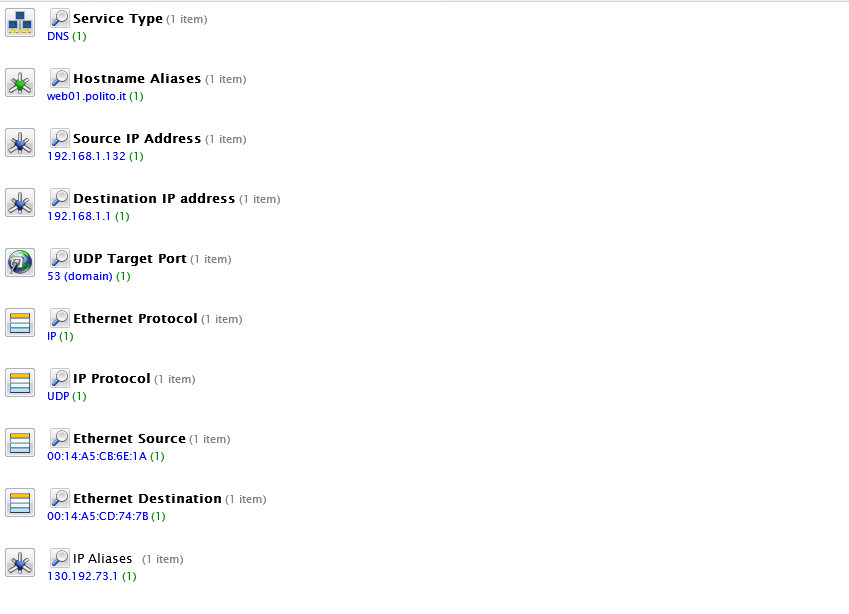 Service Type (1 item)
DNS (1)
Hostname Aliases (1 item)
web01.polito.it (1)
Source IP Address (1 item)
192.168.1.132 (1)
Destination IP address (1 item)
192.168.1.1 (1)
UDP Target Port (1 item)
53 (domain) (1)
Ethernet Protocol (1 item)
IP (1)
IP Protocol (1 item)
UDP (1)
Ethernet Source (1 item)
00:14:A5:CB:6E:1A (1)
Ethernet Destination (1 item)
00:14:A5:CD:74:7B (1)
IP Aliases (1 item)
130.192.73.1 (1)